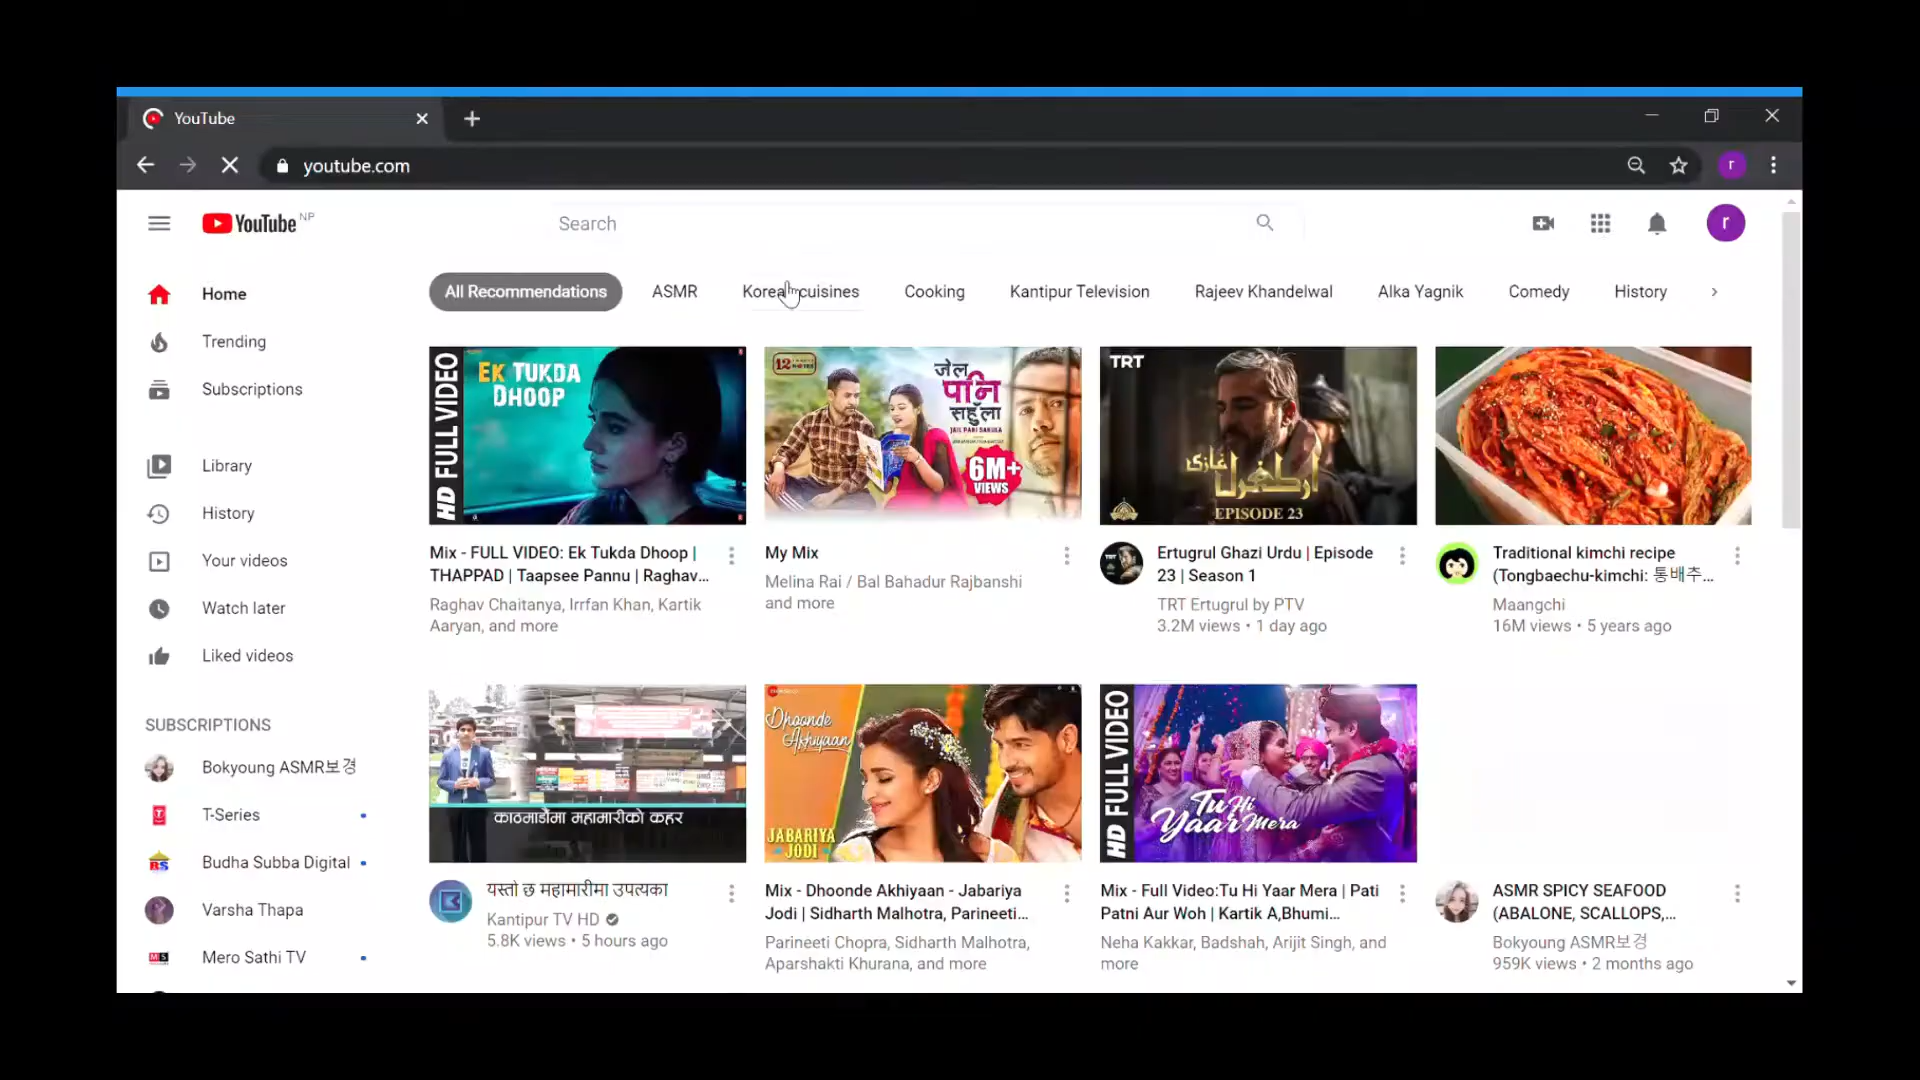 YouTube
youtube.com
r
YouTube NP
Search
r
Home
Trending
Subscriptions
Library
History
Your videos
Watch later
Liked videos
SUBSCRIPTIONS
Bokyoung ASMR보경
T-Series
Budha Subba Digital
Varsha Thapa
Mero Sathi TV
All Recommendations
ASMR
Korean cuisines
Cooking
Kantipur Television
Rajeev Khandelwal
Alka Yagnik
Comedy
History
HD FULL VIDEO
EK TUKDA
DHOOP
Mix - FULL VIDEO: Ek Tukda Dhoop |
THAPPAD | Taapsee Pannu | Raghav...
Raghav Chaitanya, Irrfan Khan, Kartik
Aaryan, and more
12
जेल
पनि
सहुँला
JAIL PANI SAHULA
6M+
VIEWS
My Mix
Melina Rai / Bal Bahadur Rajbanshi
and more
TRT
ارطغرل غازی
EPISODE 23
Ertugrul Ghazi Urdu | Episode
23 | Season 1
TRT Ertugrul by PTV
3.2M views • 1 day ago
Traditional kimchi recipe
(Tongbaechu-kimchi: 통배추...
Maangchi
16M views • 5 years ago
काठमाडौंमा महामारीको कहर
यस्तो छ महामारीमा उपत्यका
Kantipur TV HD
5.8K views • 5 hours ago
Dhoonde
Akhiyaan
JABARIYA
JODI
Mix - Dhoonde Akhiyaan - Jabariya
Jodi | Sidharth Malhotra, Parineeti...
Parineeti Chopra, Sidharth Malhotra,
Aparshakti Khurana, and more
HD FULL VIDEO
Tu Hi
Yaar Mera
Mix - Full Video:Tu Hi Yaar Mera | Pati
Patni Aur Woh | Kartik A,Bhumi...
Neha Kakkar, Badshah, Arijit Singh, and
more
ASMR SPICY SEAFOOD
(ABALONE, SCALLOPS,...
Bokyoung ASMR보경
959K views • 2 months ago